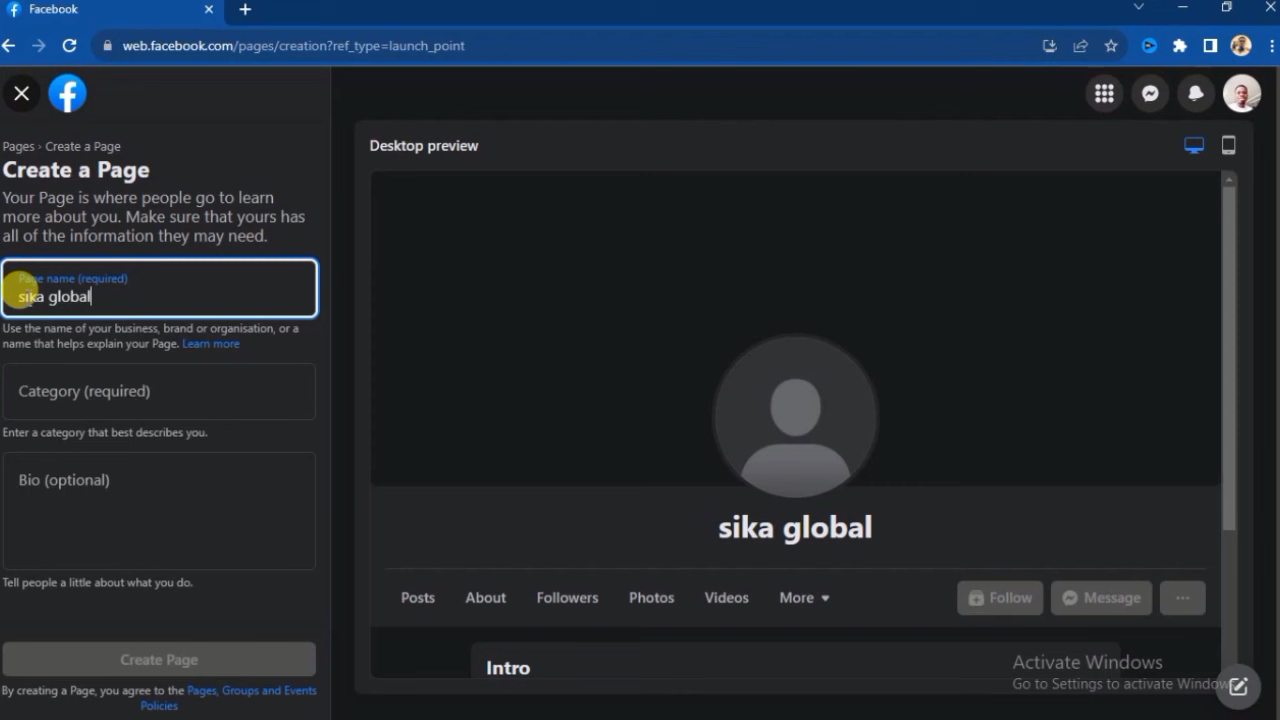 Facebook
web.facebook.com/pages/creation?ref_type=launch_point
Pages › Create a Page
Create a Page
Your Page is where people go to learn
more about you. Make sure that yours has
all of the information they may need.
Page name (required)
sika global
Use the name of your business, brand or organisation, or a
name that helps explain your Page. Learn more
Category (required)
Enter a category that best describes you.
Bio (optional)
Tell people a little about what you do.
Create Page
By creating a Page, you agree to the Pages, Groups and Events
Policies
Desktop preview
sika global
Posts About Followers Photos Videos More Follow Message ...
Intro
Activate Windows
Go to Settings to activate Windows